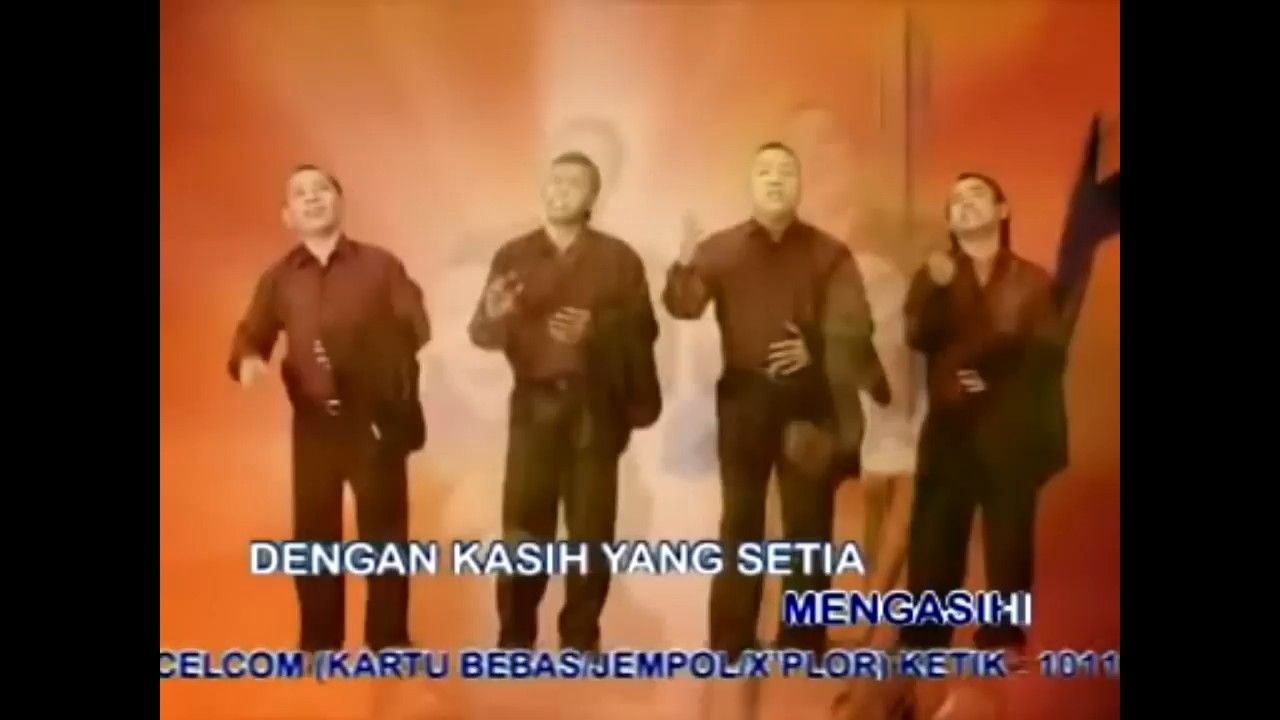 DENGAN KASIH YANG SETIA
MENGASIHI
CELCOM (KARTU BEBAS/JEMPOL/X'PLOR) KETIK - 1011